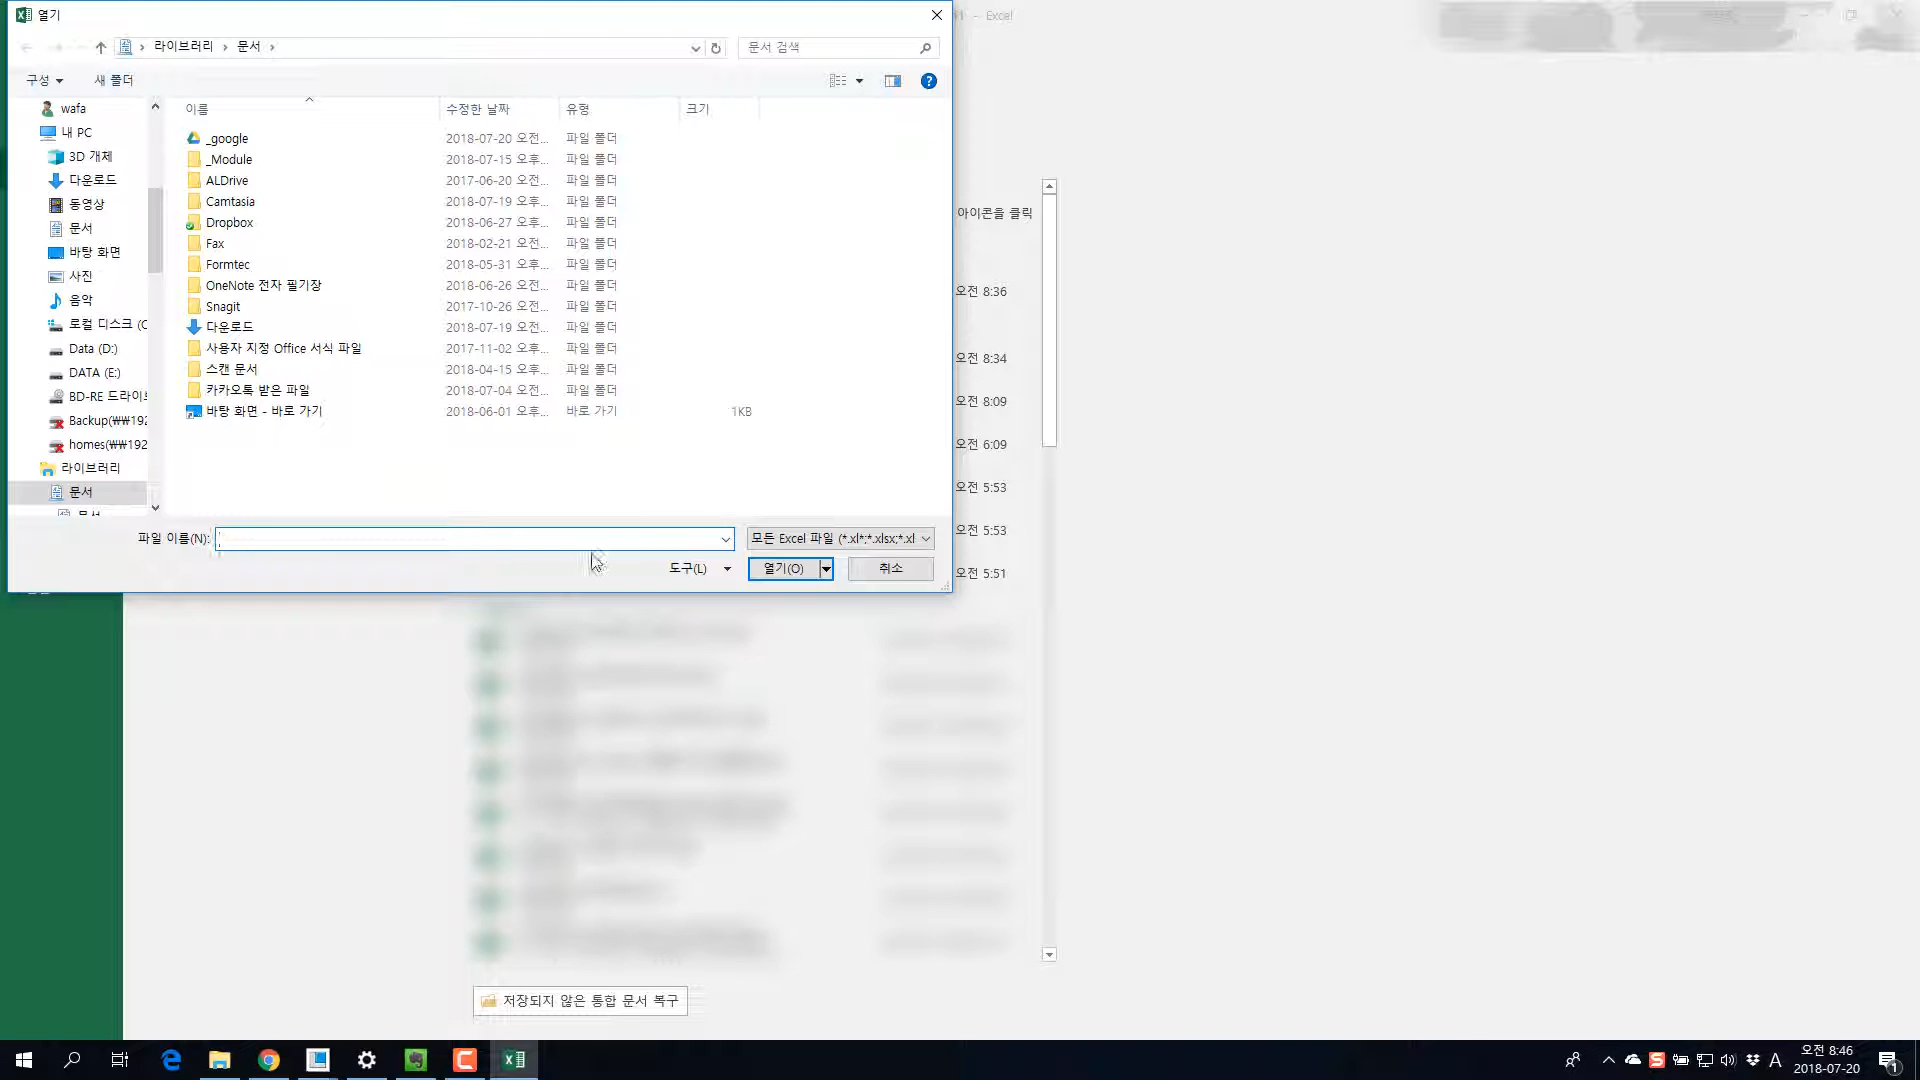 열기
- Excel
라이브러리 › 문서 ›
문서 검색
구성
새 폴더
이름 수정한 날짜 유형 크기
wafa
내 PC
3D 개체
다운로드
동영상
문서
바탕 화면
사진
음악
로컬 디스크 (C
Data (D:)
DATA (E:)
BD-RE 드라이브
Backup(₩₩192
homes(₩₩192
라이브러리
문서
문서
_google 2018-07-20 오전... 파일 폴더
_Module 2018-07-15 오후... 파일 폴더
ALDrive 2017-06-20 오전... 파일 폴더
Camtasia 2018-07-19 오후... 파일 폴더
Dropbox 2018-06-27 오전... 파일 폴더
Fax 2018-02-21 오전... 파일 폴더
Formtec 2018-05-31 오후... 파일 폴더
OneNote 전자 필기장 2018-06-26 오전... 파일 폴더
Snagit 2017-10-26 오전... 파일 폴더
다운로드 2018-07-19 오전... 파일 폴더
사용자 지정 Office 서식 파일 2017-11-02 오후... 파일 폴더
스캔 문서 2018-04-15 오후... 파일 폴더
카카오톡 받은 파일 2018-07-04 오전... 파일 폴더
바탕 화면 - 바로 가기 2018-06-01 오후... 바로 가기 1KB
아이콘을 클릭
오전 8:36
오전 8:34
오전 8:09
오전 6:09
오전 5:53
오전 5:53
오전 5:51
파일 이름(N):
모든 Excel 파일 (*.xl*;*.xlsx;*.xl
도구(L)
열기(O)
취소
저장되지 않은 통합 문서 복구
A
오전 8:46
2018-07-20
1